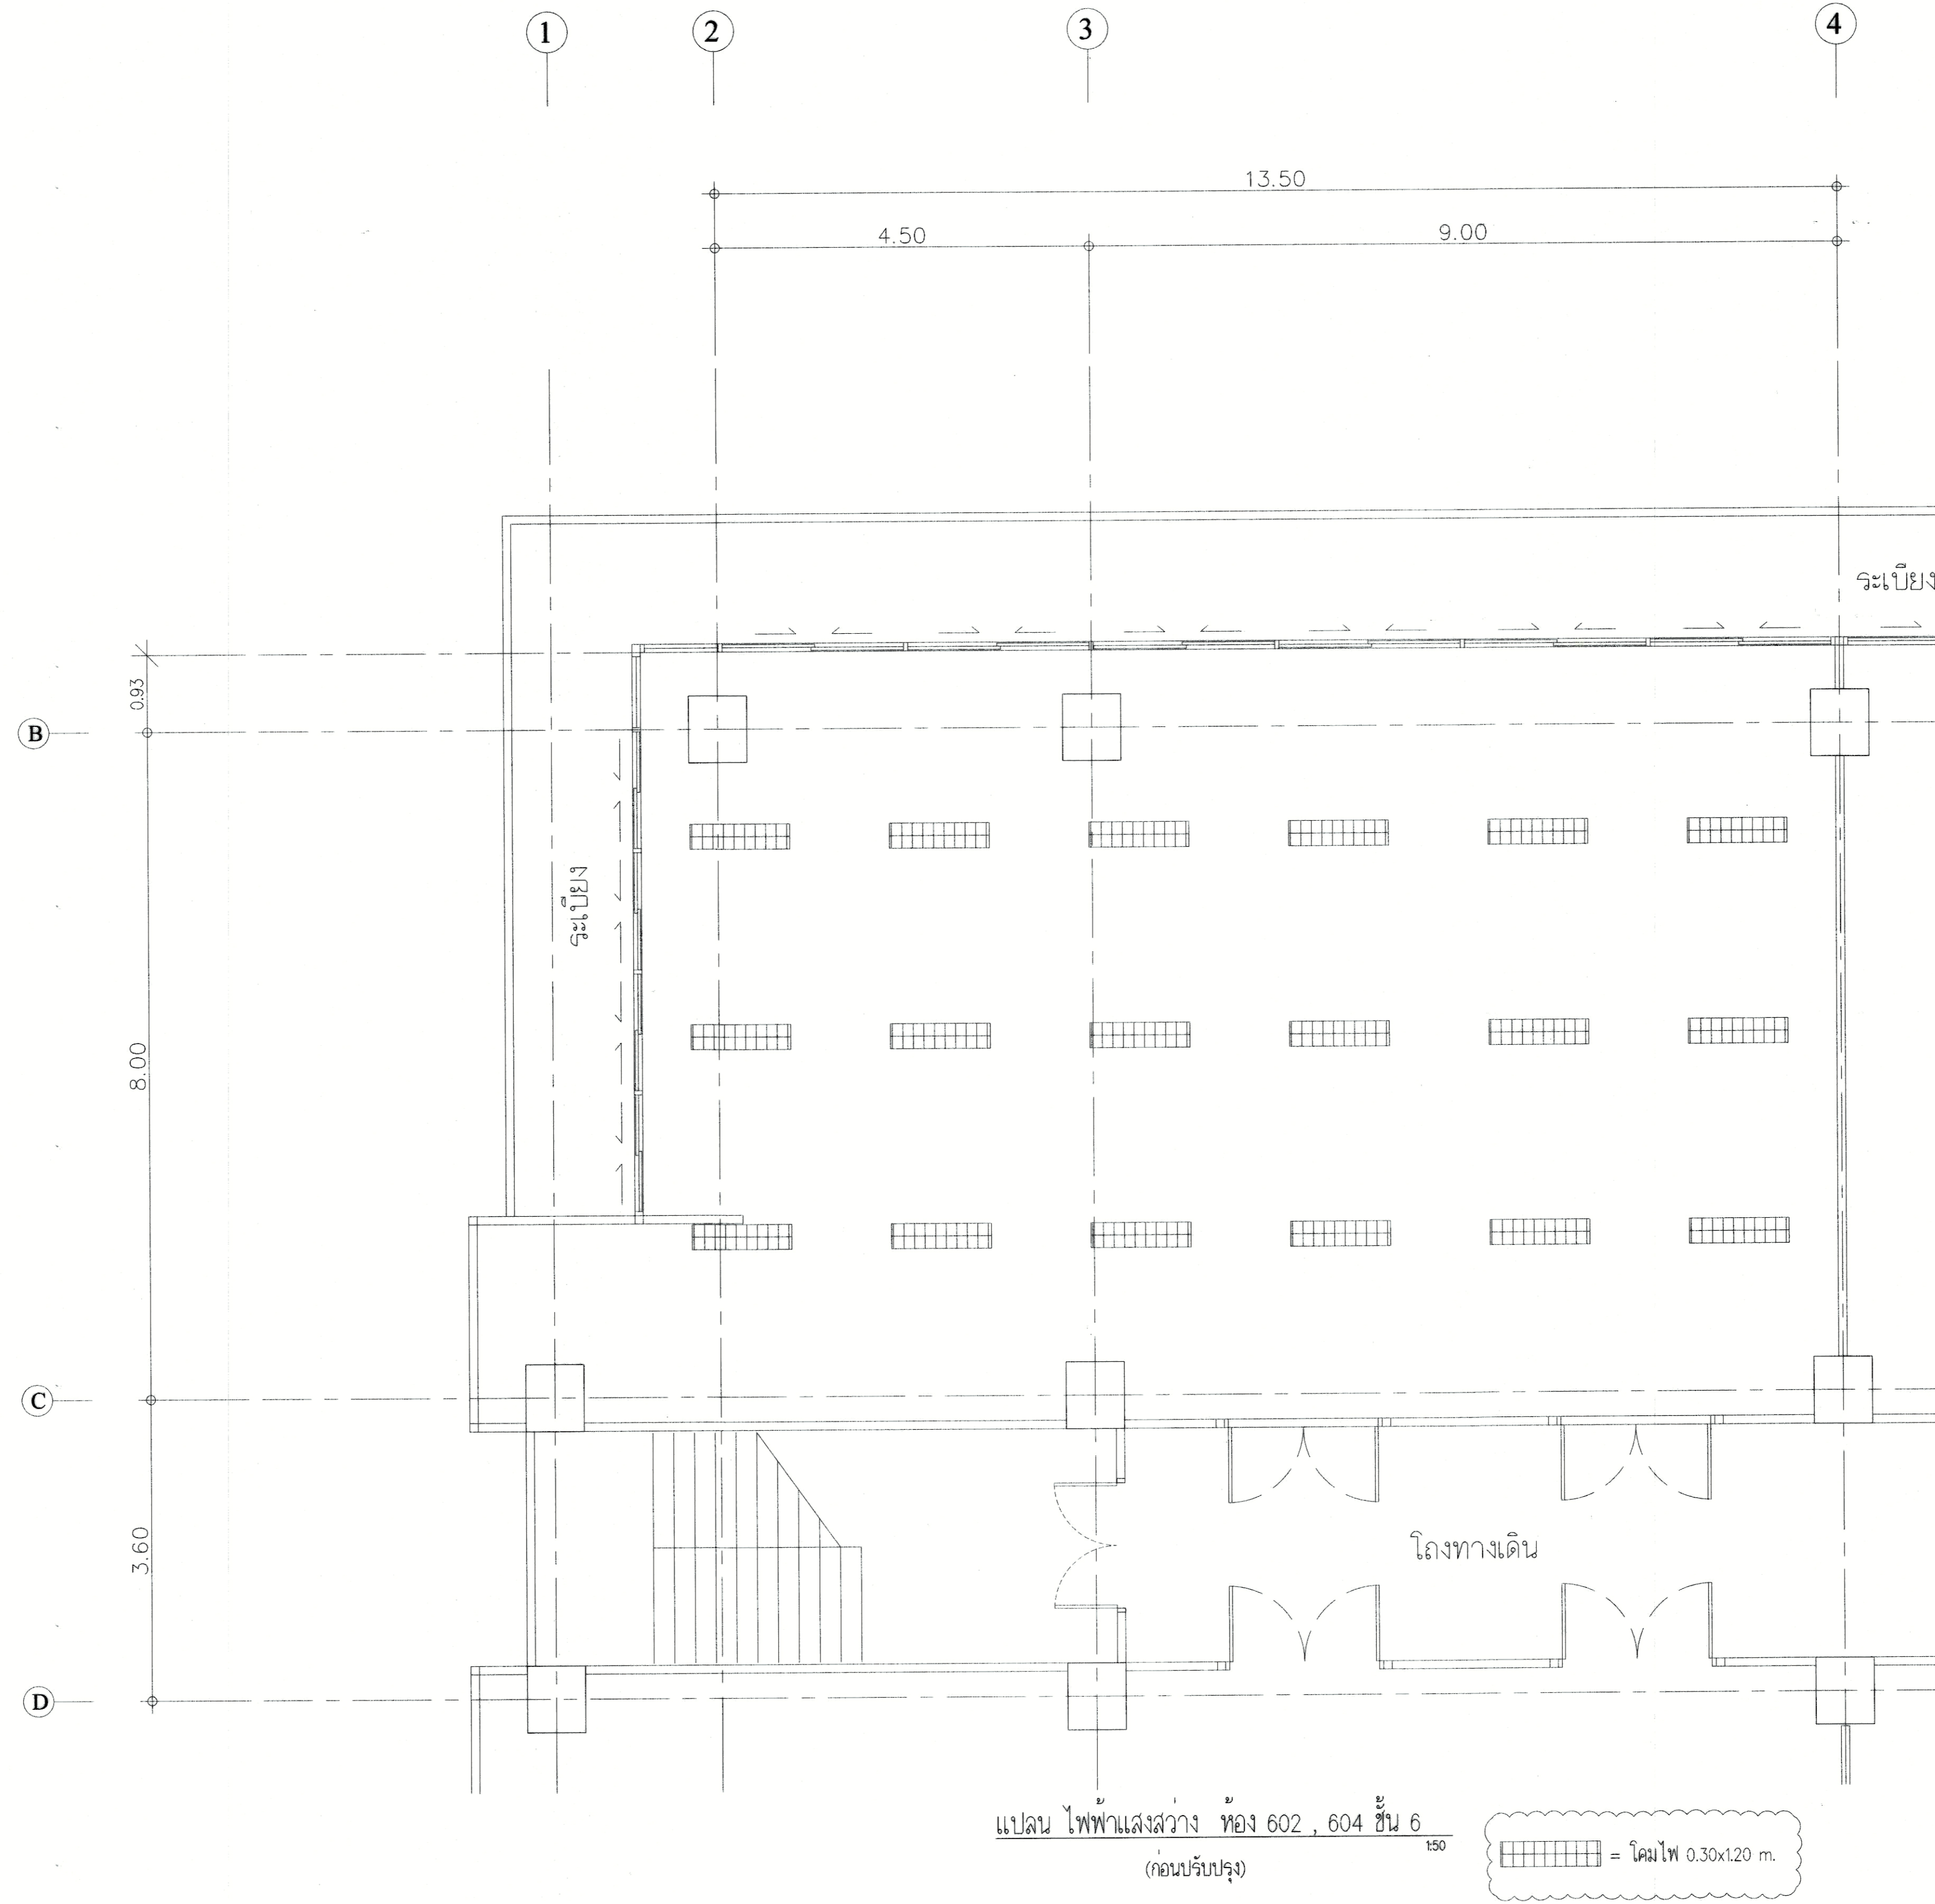 1
2
3
4
13.50
4.50
9.00
ระเบียง
0.93
B
ระเบียง
8.00
C
3.60
โถงทางเดิน
D
แปลน ไฟฟ้าแสงสว่าง ห้อง 602 , 604 ชั้น 6
1:50
(ก่อนปรับปรุง)
= โคมไฟ 0.30x1.20 m.